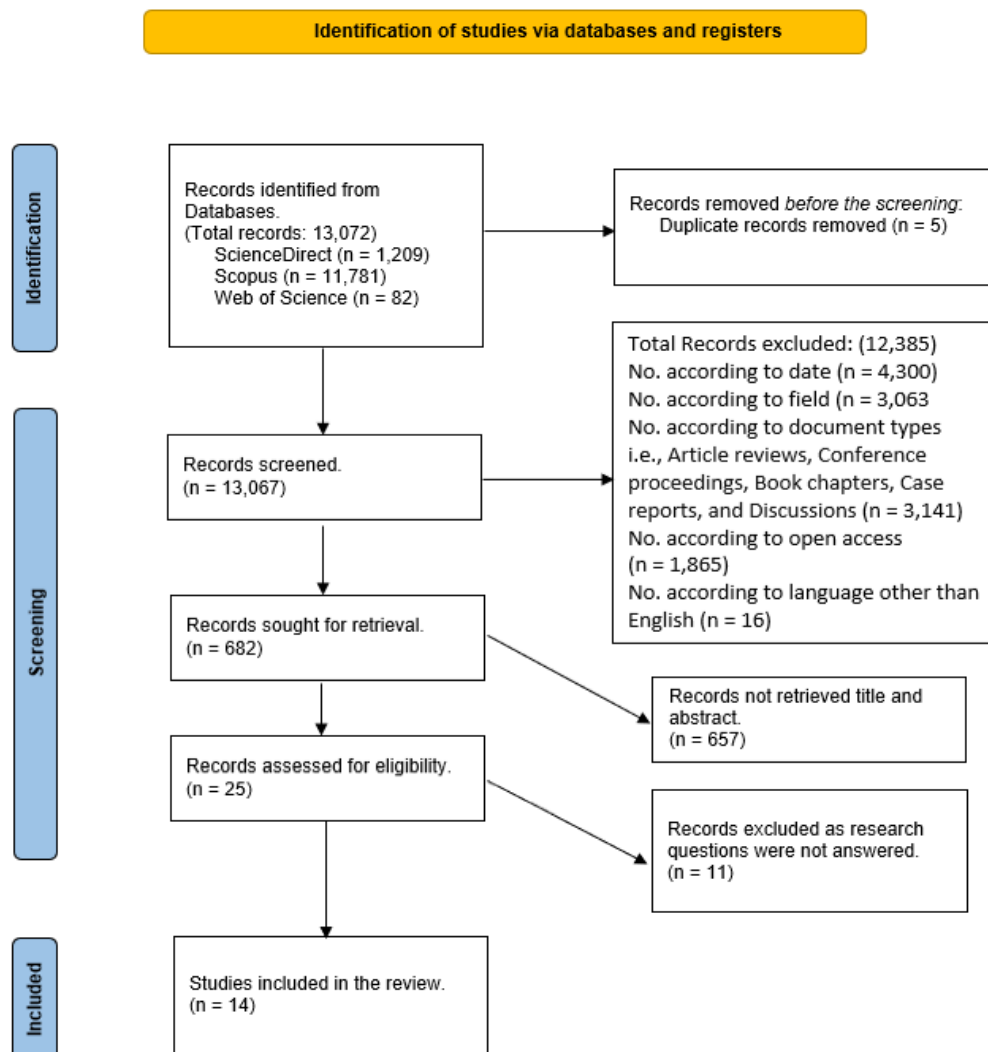 Identification of studies via databases and registers
Identification
Records identified from
Databases.
(Total records: 13,072)
ScienceDirect (n = 1,209)
Scopus (n = 11,781)
Web of Science (n = 82)
Records removed before the screening:
Duplicate records removed (n = 5)
Screening
Records screened.
(n = 13,067)
Total Records excluded: (12,385)
No. according to date (n = 4,300)
No. according to field (n = 3,063
No. according to document types
i.e., Article reviews, Conference
proceedings, Book chapters, Case
reports, and Discussions (n = 3,141)
No. according to open access
(n = 1,865)
No. according to language other than
English (n = 16)
Records sought for retrieval.
(n = 682)
Records not retrieved title and
abstract.
(n = 657)
Records assessed for eligibility.
(n = 25)
Records excluded as research
questions were not answered.
(n = 11)
Included
Studies included in the review.
(n = 14)